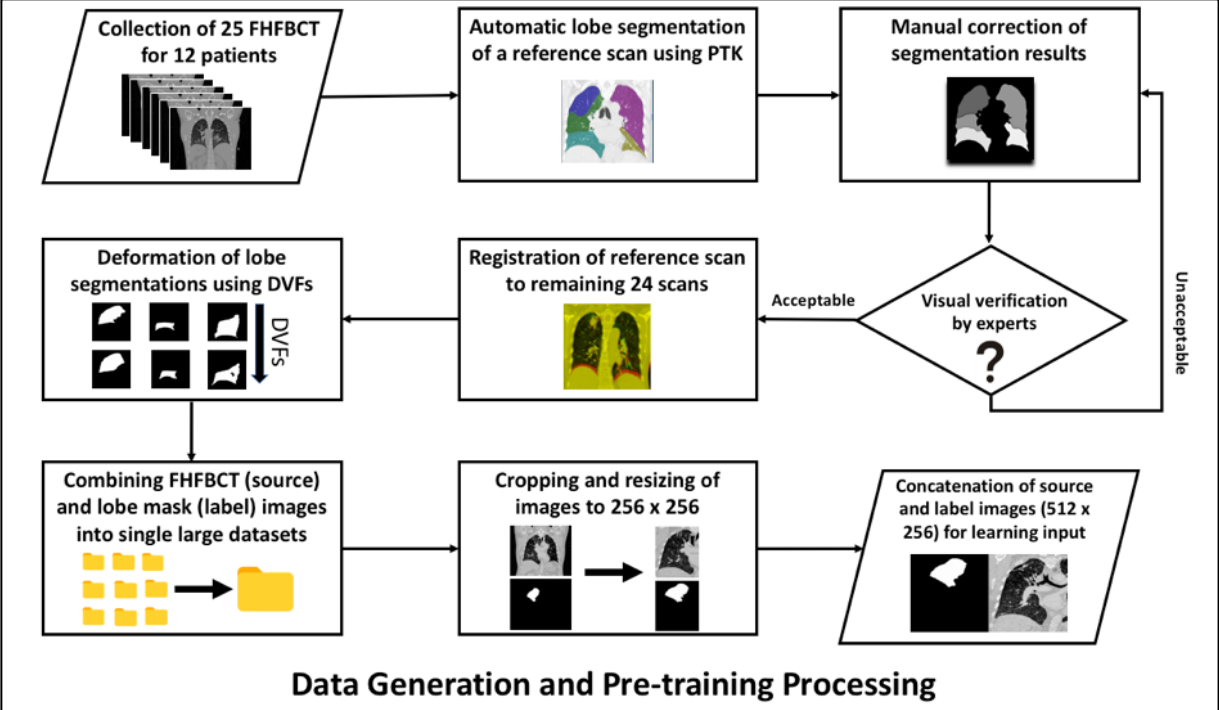 Collection of 25 FHFBCT
for 12 patients
Automatic lobe segmentation
of a reference scan using PTK
Manual correction of
segmentation results
Deformation of lobe
segmentations using DVFs
DVFs
Registration of reference scan
to remaining 24 scans
Acceptable
Visual verification
by experts
?
Unacceptable
Combining FHFBCT (source)
and lobe mask (label) images
into single large datasets
Cropping and resizing of
images to 256 x 256
Concatenation of source
and label images (512 x
256) for learning input
Data Generation and Pre-training Processing